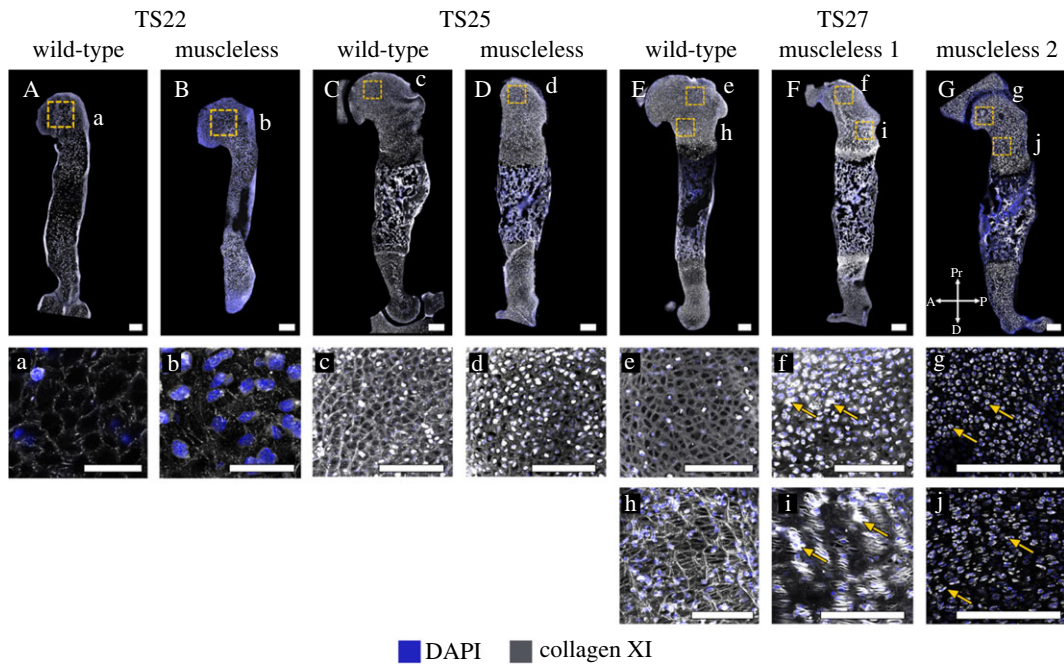 TS22 TS25 TS27
wild-type muscleless wild-type muscleless wild-type muscleless 1 muscleless 2
A B C c D d E e F f G g
a b h i j
Pr
A P
D
a b c d e f g
h i j
DAPI collagen XI